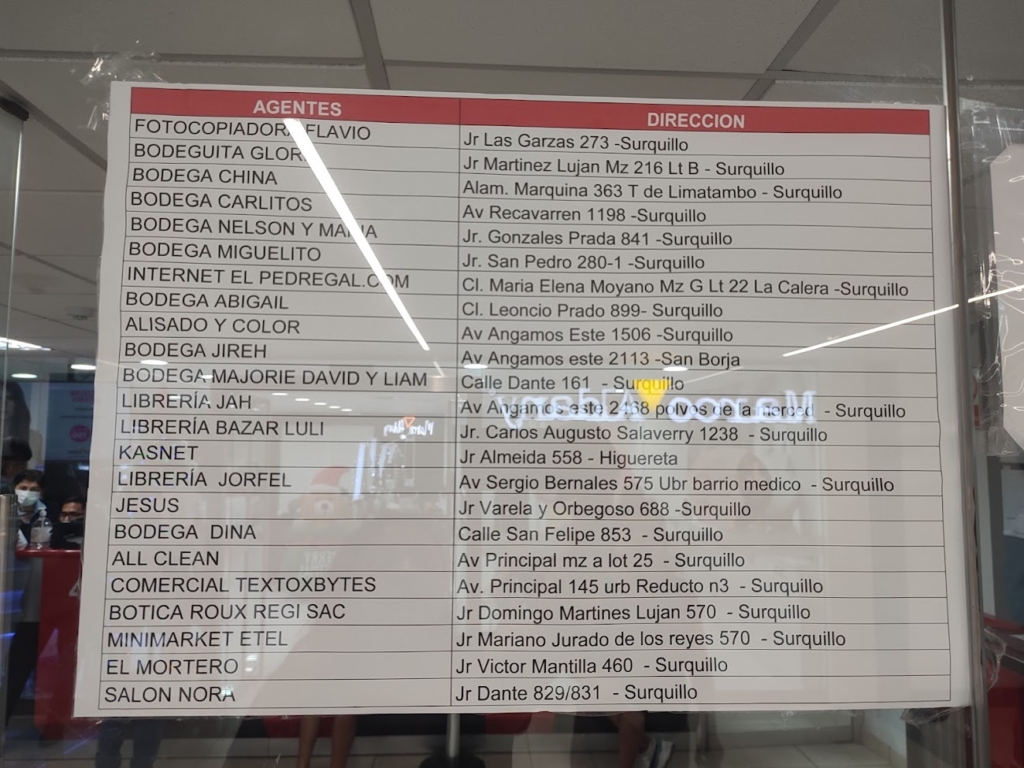 AGENTES DIRECCION
FOTOCOPIADORA FLAVIO Jr Las Garzas 273 -Surquillo
BODEGUITA Jr Martinez Lujan Mz 216 Lt B - Surquillo
BODEGA CHINA Alam. Marquina 363 T de Limatambo - Surquillo
BODEGA CARLITOS Av Recavarren 1198 -Surquillo
BODEGA NELSON Y MARIA Jr. Gonzales Prada 841 -Surquillo
BODEGA MIGUELITO Jr. San Pedro 280-1 -Surquillo
INTERNET EL PEDREGAL.COM Cl. Maria Elena Moyano Mz G Lt 22 La Calera -Surquillo
BODEGA ABIGAIL Cl. Leoncio Prado 899- Surquillo
ALISADO Y COLOR Av Angamos Este 1506 -Surquillo
BODEGA JIREH Av Angamos este 2113 -San Borja
BODEGA MAJORIE DAVID Y LIAM Calle Dante 161 - Surquillo
LIBRERÍA JAH Av Angamos este 2468 polvos de la merced - Surquillo
LIBRERÍA BAZAR LULI Jr. Carlos Augusto Salaverry 1238 - Surquillo
KASNET Jr Almeida 558 - Higuereta
LIBRERÍA JORFEL Av Sergio Bernales 575 Ubr barrio medico - Surquillo
JESUS Jr Varela y Orbegoso 688 -Surquillo
BODEGA DINA Calle San Felipe 853 - Surquillo
ALL CLEAN Av Principal mz a lot 25 - Surquillo
COMERCIAL TEXTOXBYTES Av. Principal 145 urb Reducto n3 - Surquillo
BOTICA ROUX REGI SAC Jr Domingo Martines Lujan 570 - Surquillo
MINIMARKET ETEL Jr Mariano Jurado de los reyes 570 - Surquillo
EL MORTERO Jr Victor Mantilla 460 - Surquillo
SALON NORA Jr Dante 829/831 - Surquillo
Marco Aldany